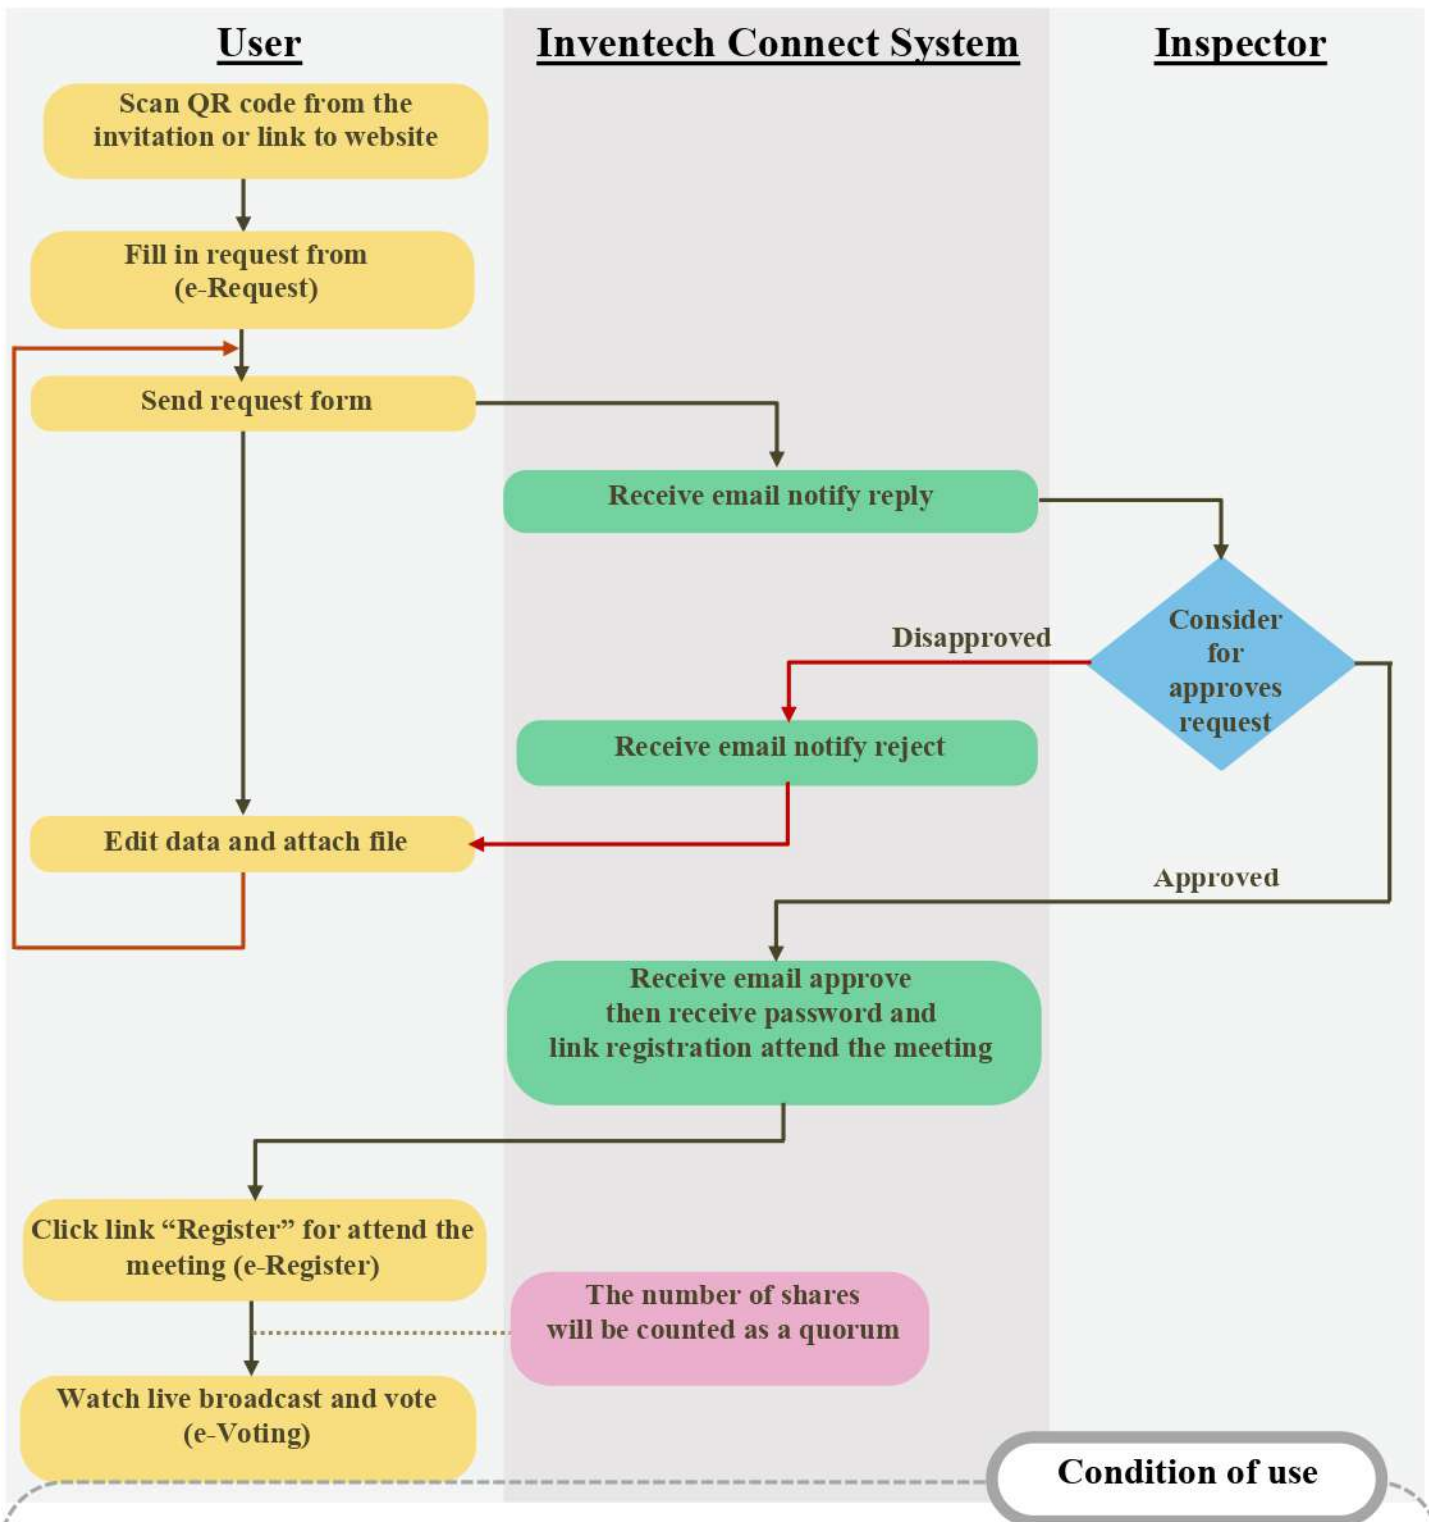 User
Inventech Connect System
Inspector
Scan QR code from the
invitation or link to website
Fill in request from
(e-Request)
Send request form
Receive email notify reply
Consider
for
approves
request
Disapproved
Receive email notify reject
Edit data and attach file
Approved
Receive email approve
then receive password and
link registration attend the meeting
Click link “Register” for attend the
meeting (e-Register)
The number of shares
will be counted as a quorum
Watch live broadcast and vote
(e-Voting)
Condition of use